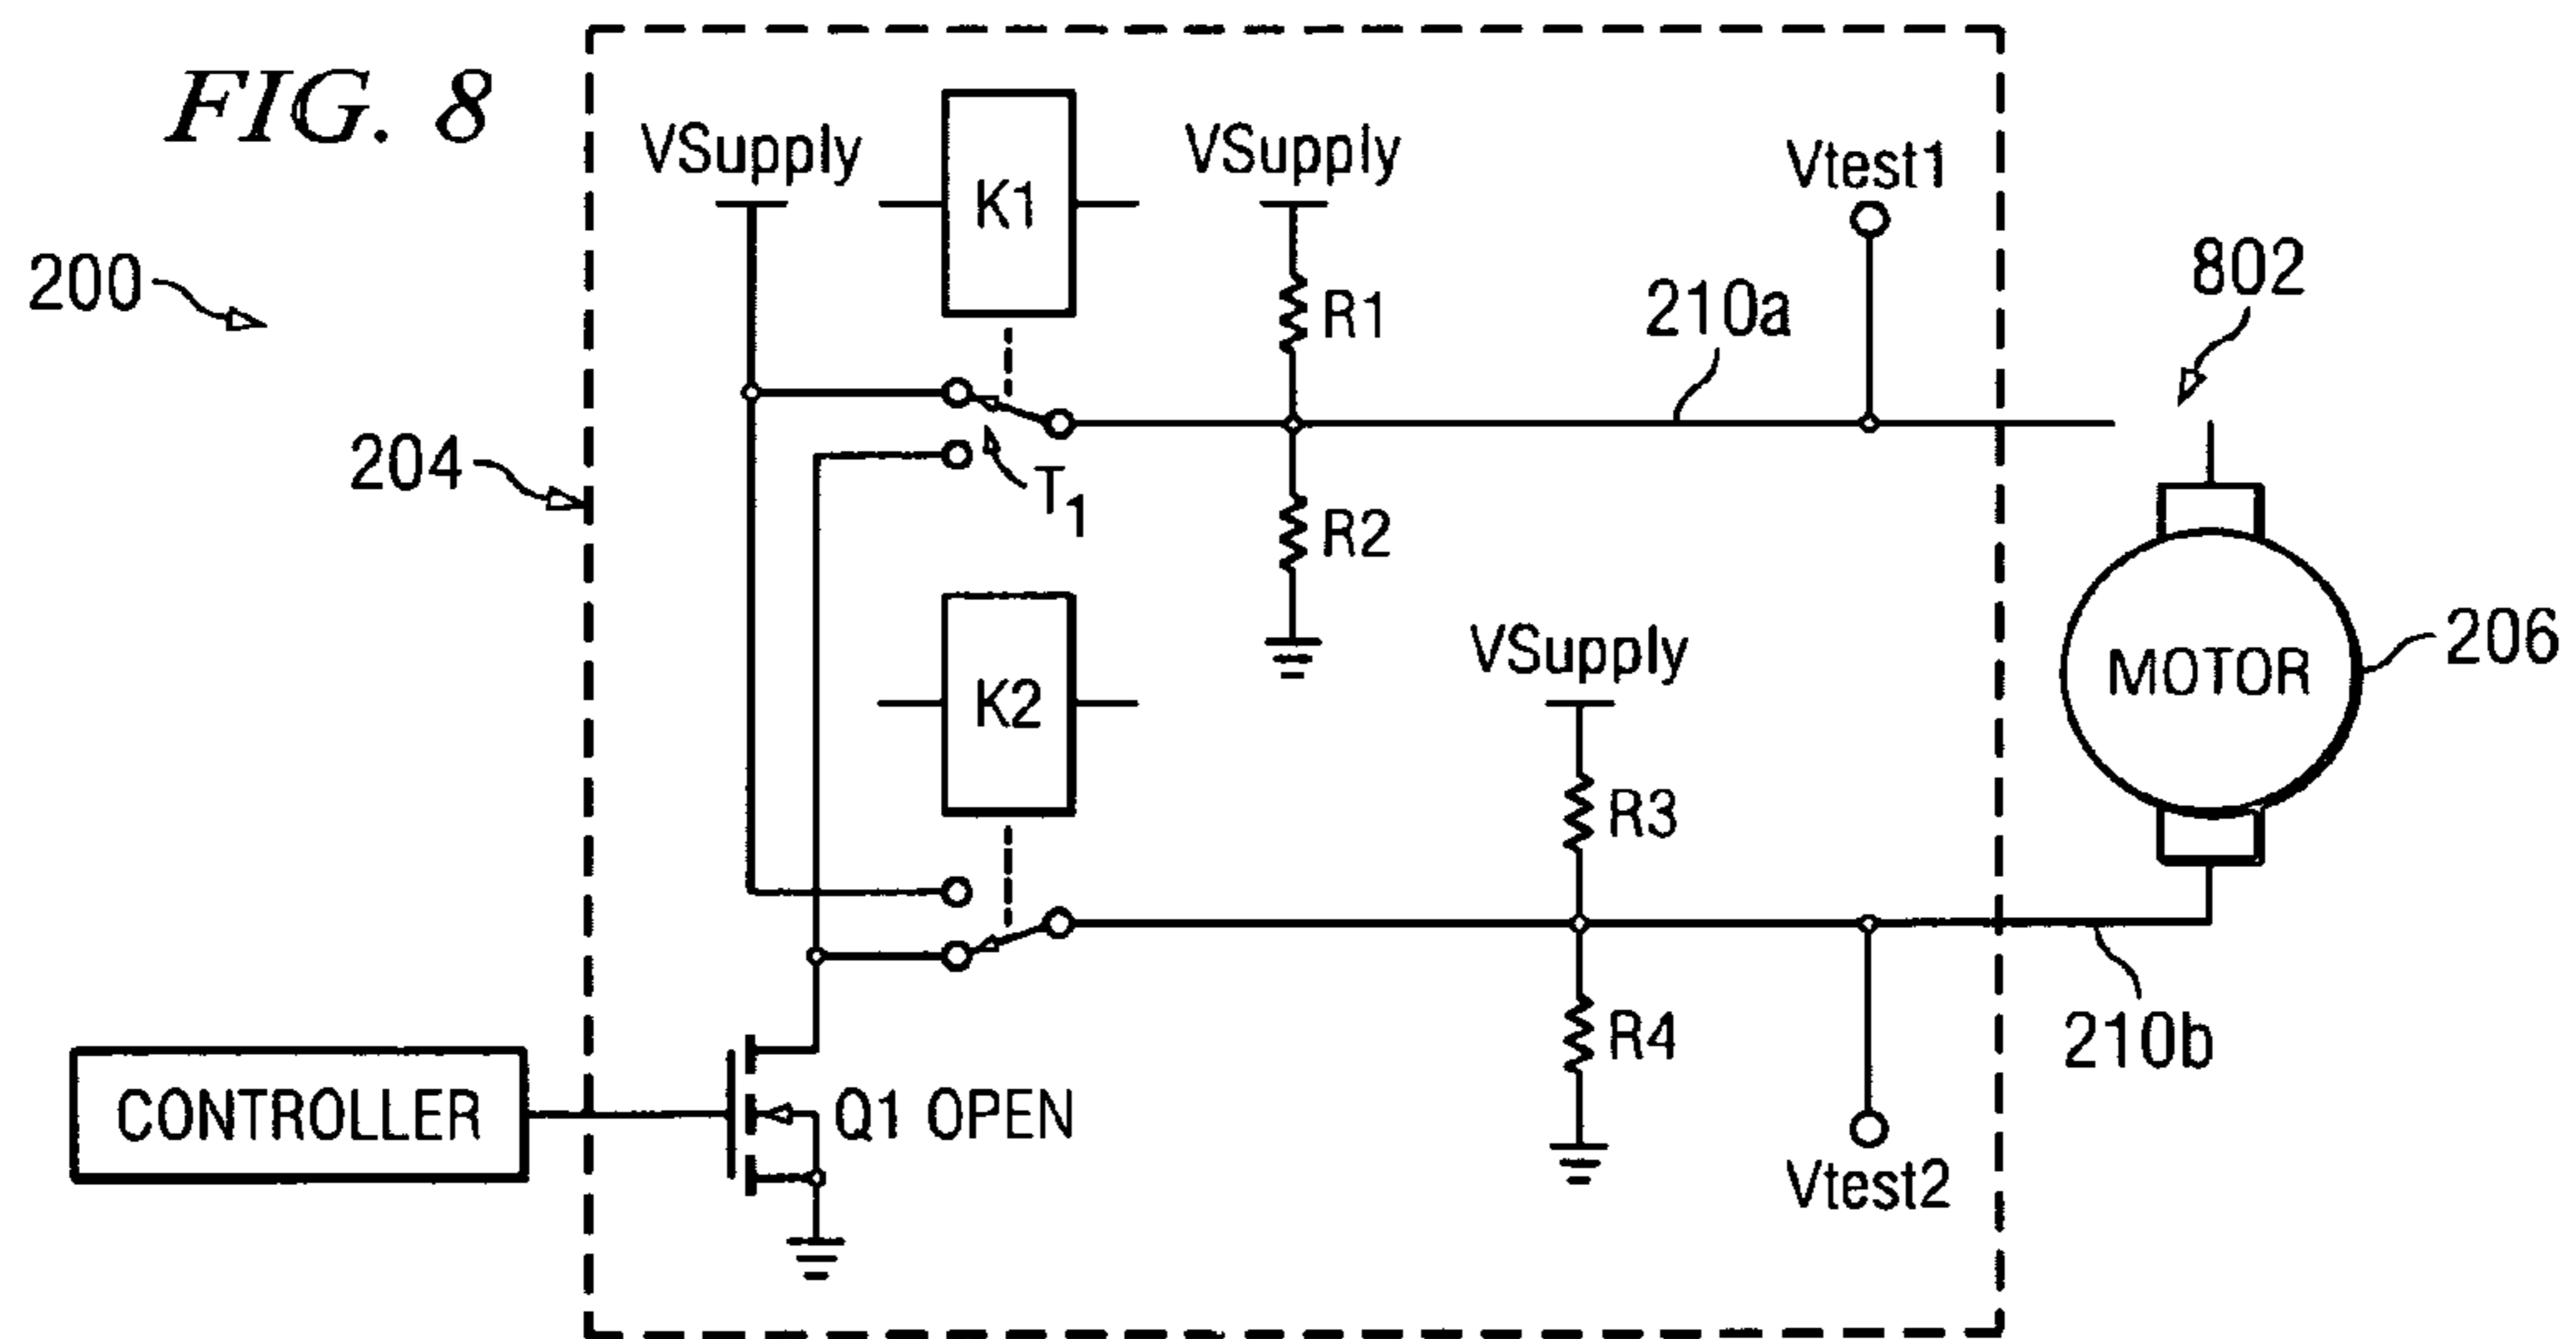 FIG. 8
VSupply
K1
VSupply
Vtest1
200
802
R1
210a
204
T1
R2
K2
VSupply
MOTOR
206
R3
CONTROLLER
Q1 OPEN
R4
210b
Vtest2